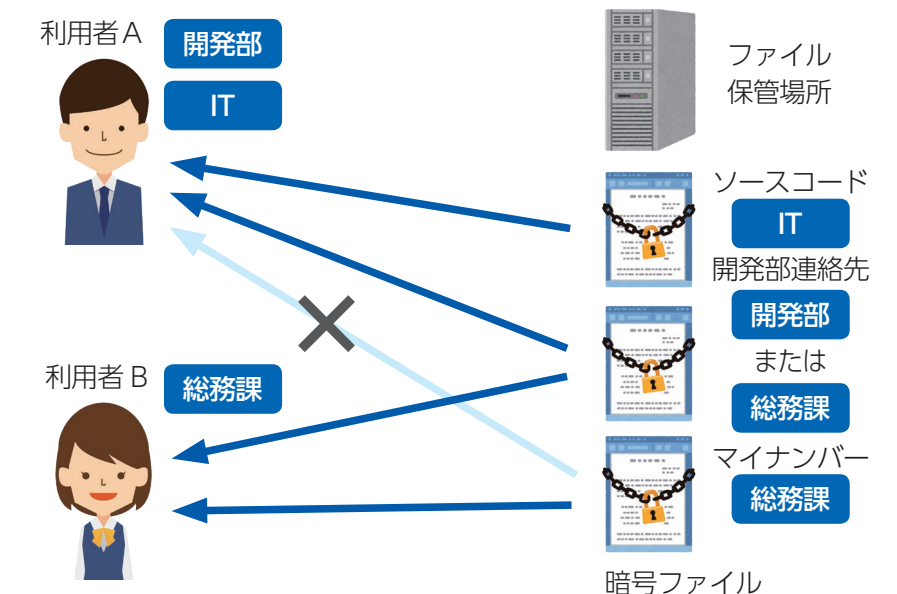 利用者A
開発部
IT
ファイル
保管場所
ソースコード
IT
開発部連絡先
開発部
または
総務課
利用者 B
総務課
マイナンバー
総務課
暗号ファイル